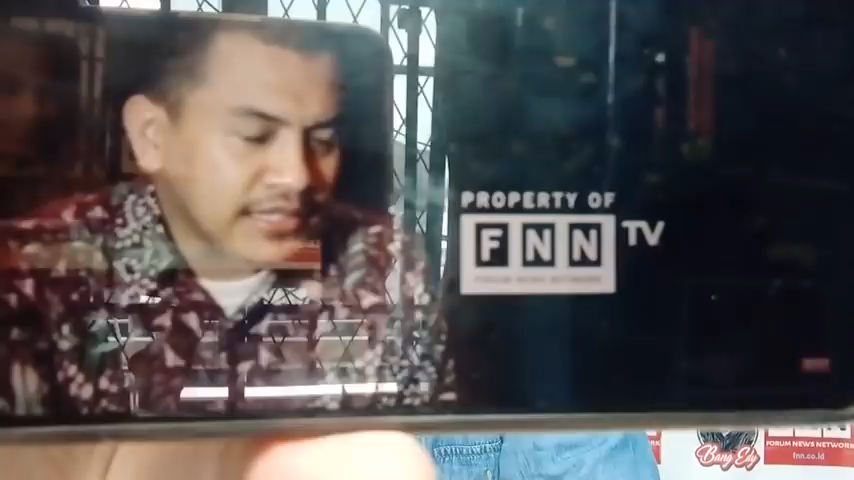 PROPERTY OF
FNN TV
FORUM NEWS NETWORK
Bang Edy
FORUM NEWS NETWORK
fnn.co.id